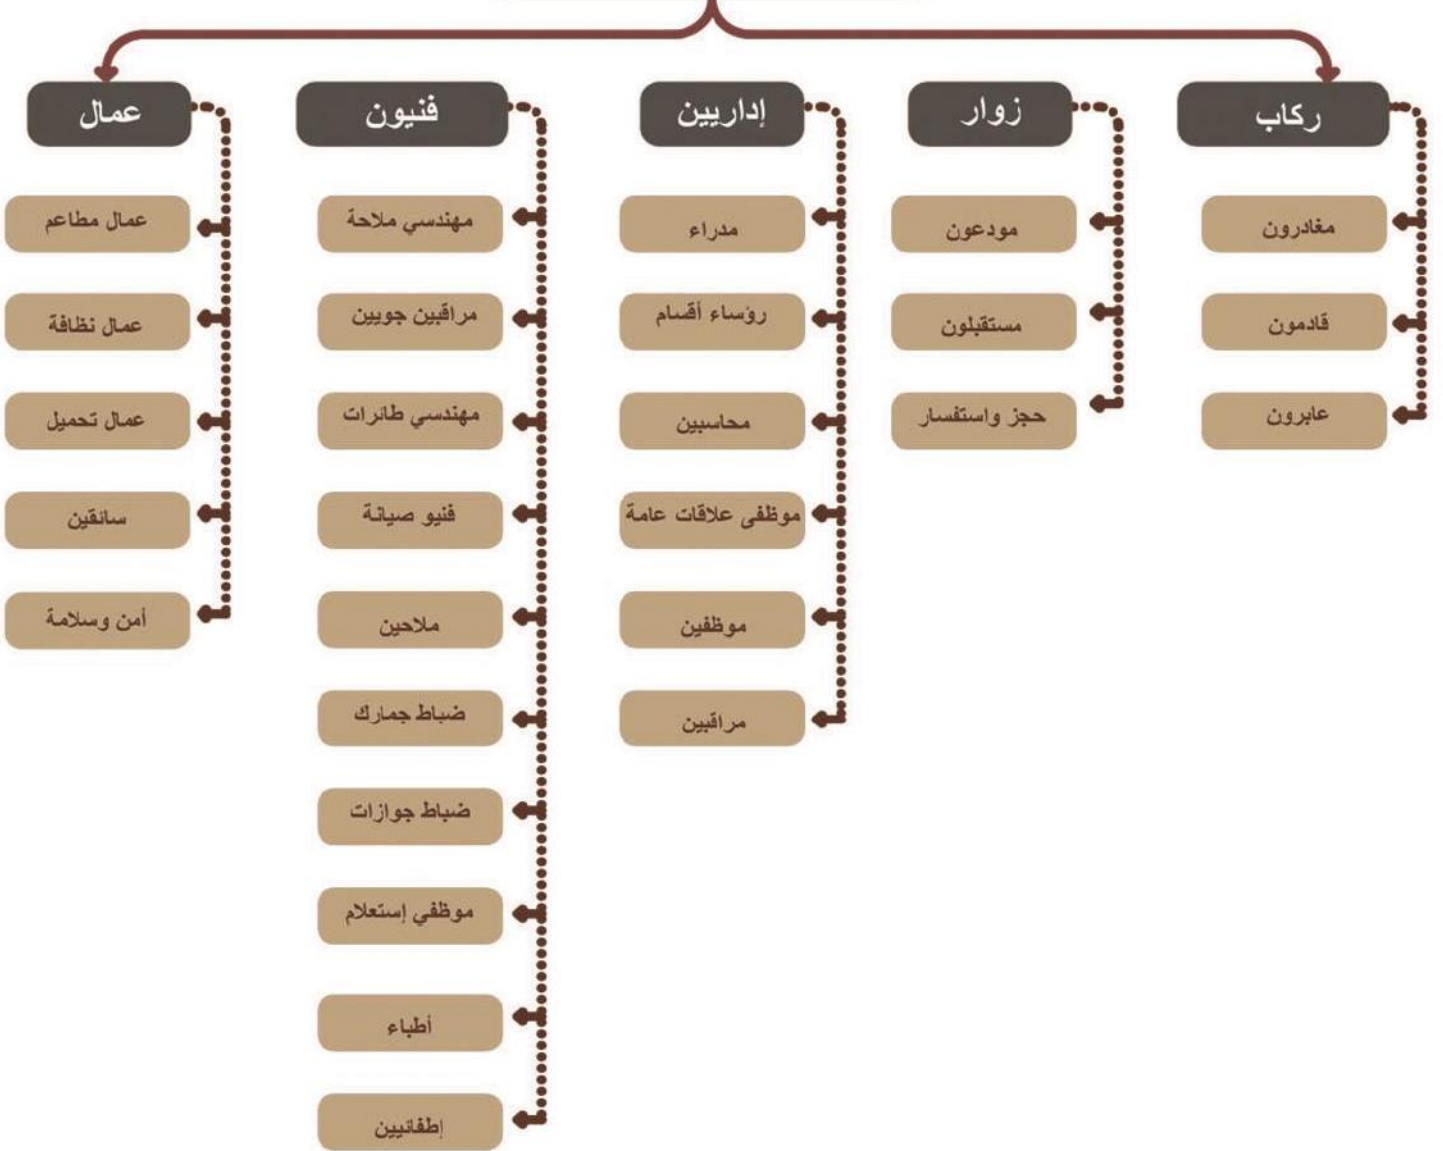 ركاب
مغادرون
قادمون
عابرون
زوار
مودعون
مستقبلون
حجز واستفسار
إداريين
مدراء
رؤساء أقسام
محاسبين
موظفى علاقات عامة
موظفين
مراقبين
فنيون
مهندسي ملاحة
مراقبين جويين
مهندسي طائرات
فنيو صيانة
ملاحين
ضباط جمارك
ضباط جوازات
موظفي إستعلام
أطباء
إطفائيين
عمال
عمال مطاعم
عمال نظافة
عمال تحميل
سائقين
أمن وسلامة